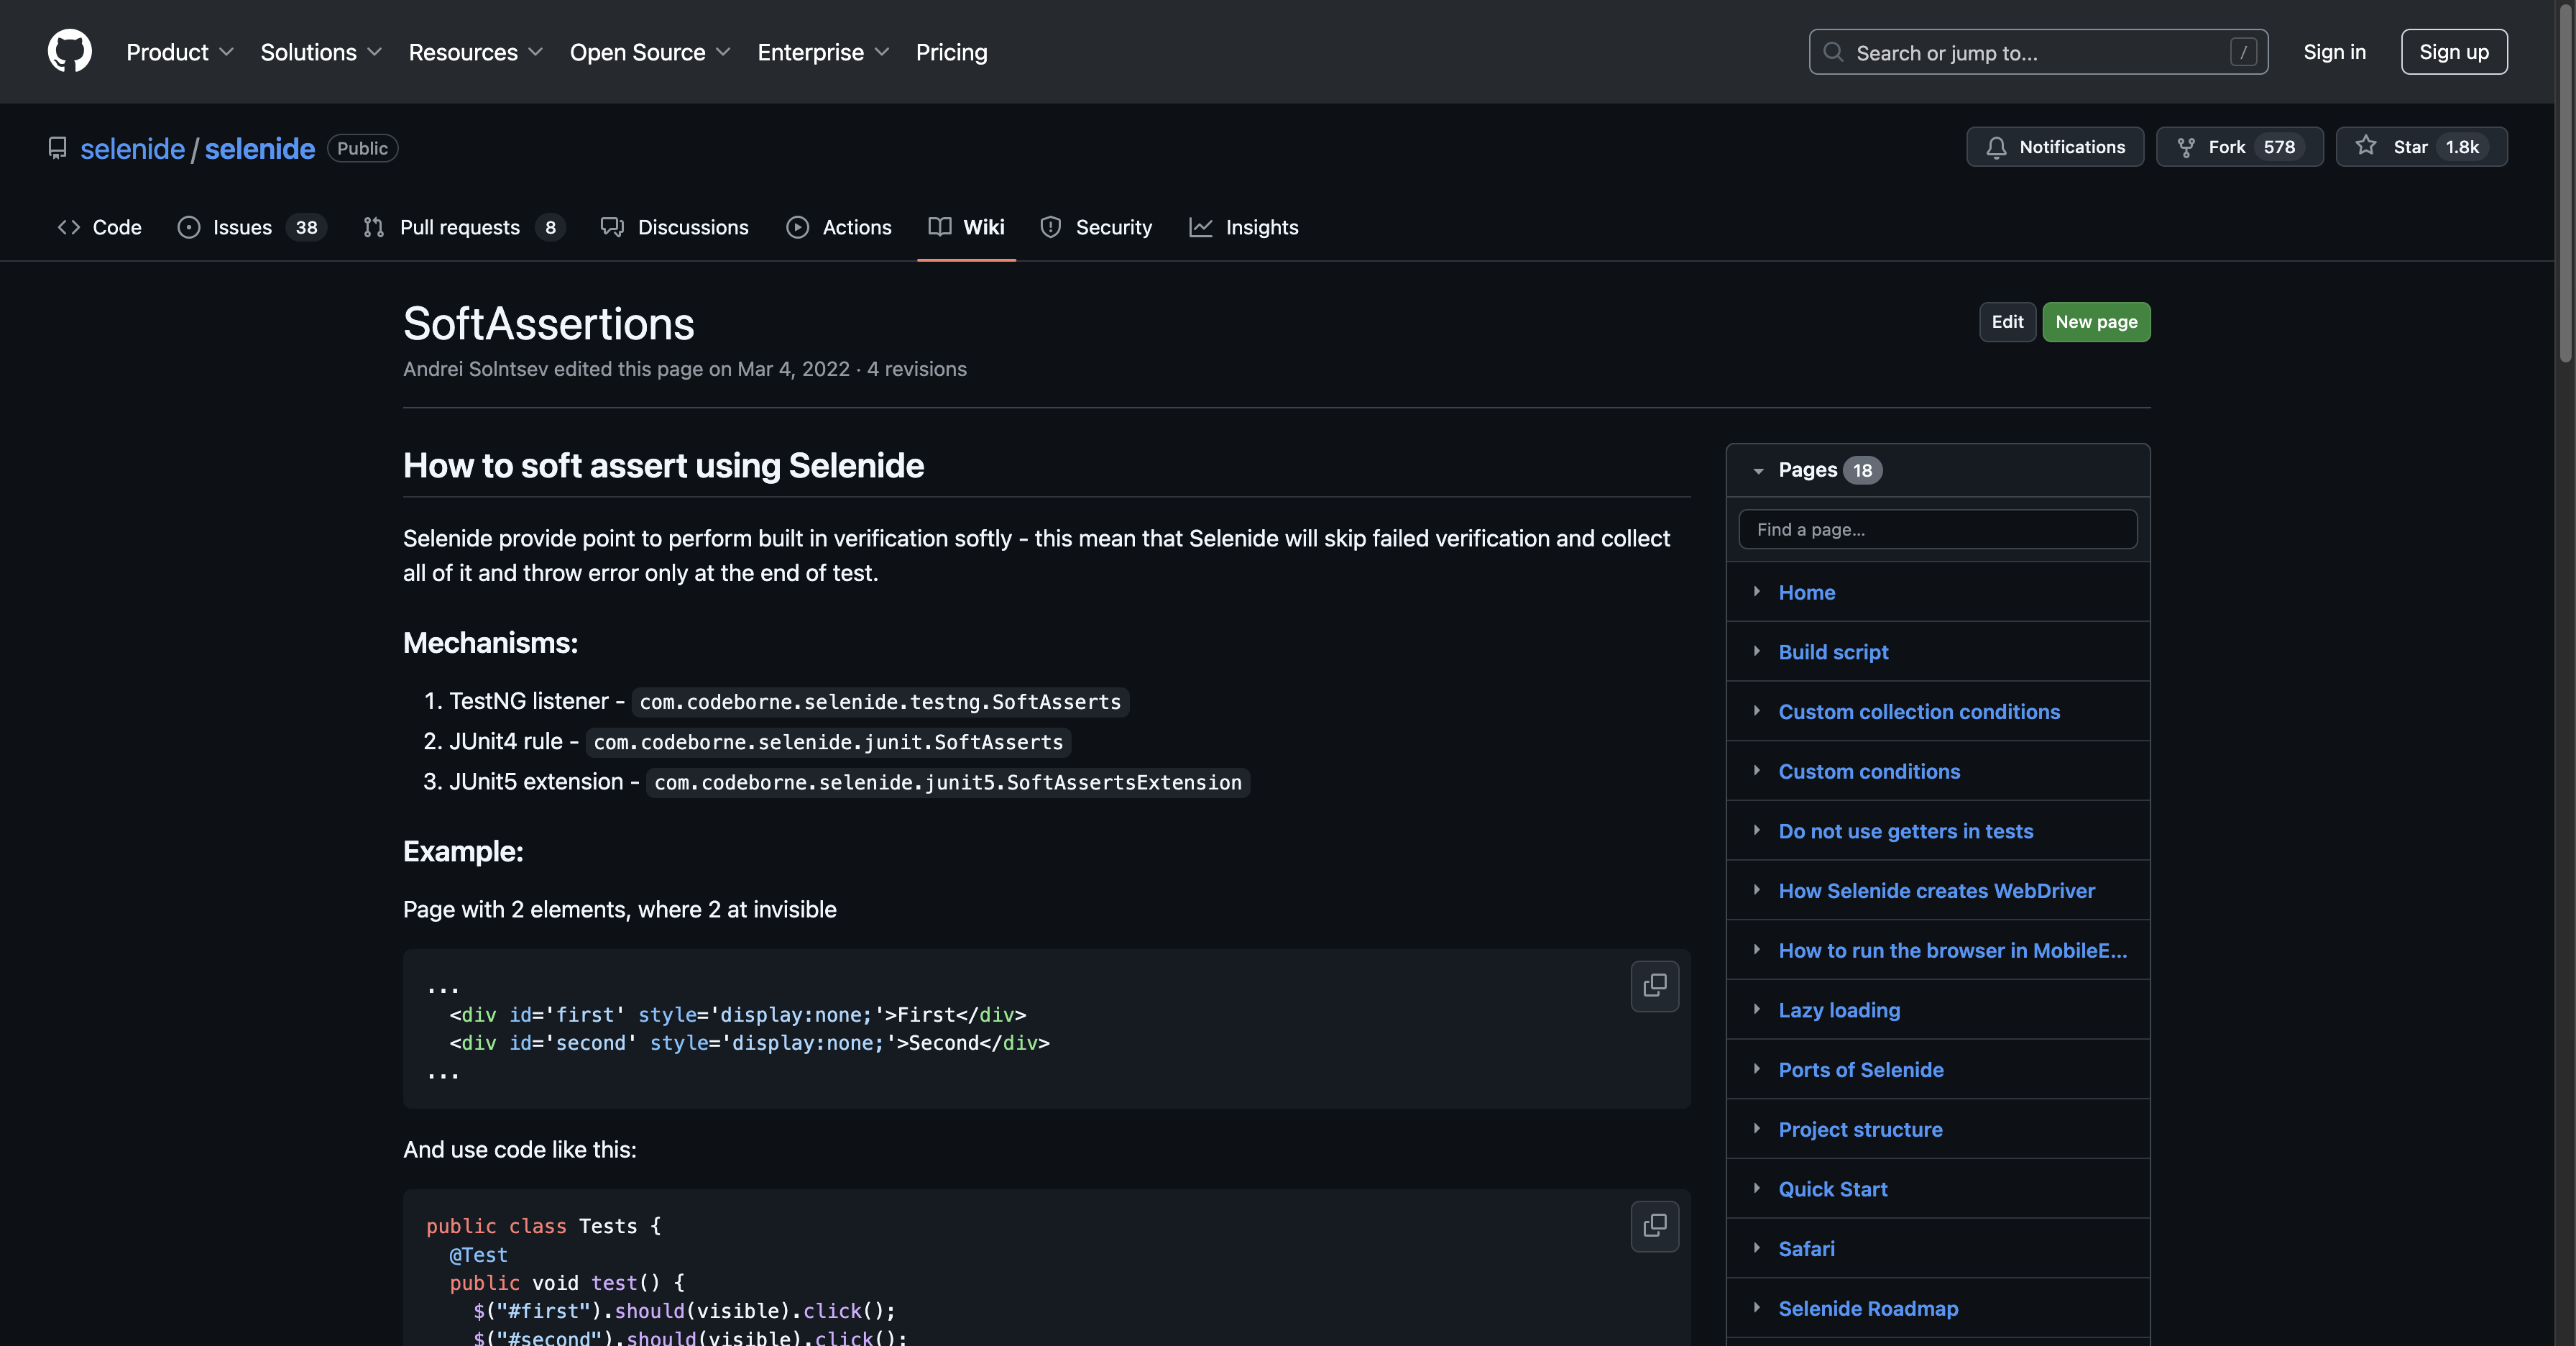 Product Solutions Resources Open Source Enterprise Pricing
Search or jump to... /
Sign in
Sign up
selenide / selenide Public
Notifications
Fork 578
Star 1.8k
Code
Issues 38
Pull requests 8
Discussions
Actions
Wiki
Security
Insights
SoftAssertions
Edit
New page
Andrei Solntsev edited this page on Mar 4, 2022 · 4 revisions
How to soft assert using Selenide
Selenide provide point to perform built in verification softly - this mean that Selenide will skip failed verification and collect
all of it and throw error only at the end of test.
Mechanisms:
1. TestNG listener - com.codeborne.selenide.testng.SoftAsserts
2. JUnit4 rule - com.codeborne.selenide.junit.SoftAsserts
3. JUnit5 extension - com.codeborne.selenide.junit5.SoftAssertsExtension
Example:
Page with 2 elements, where 2 at invisible
...
<div id='first' style='display:none;'>First</div>
<div id='second' style='display:none;'>Second</div>
...
And use code like this:
public class Tests {
@Test
public void test() {
$("#first").should(visible).click();
$("#second").should(visible).click();
Pages 18
Find a page...
Home
Build script
Custom collection conditions
Custom conditions
Do not use getters in tests
How Selenide creates WebDriver
How to run the browser in MobileE...
Lazy loading
Ports of Selenide
Project structure
Quick Start
Safari
Selenide Roadmap